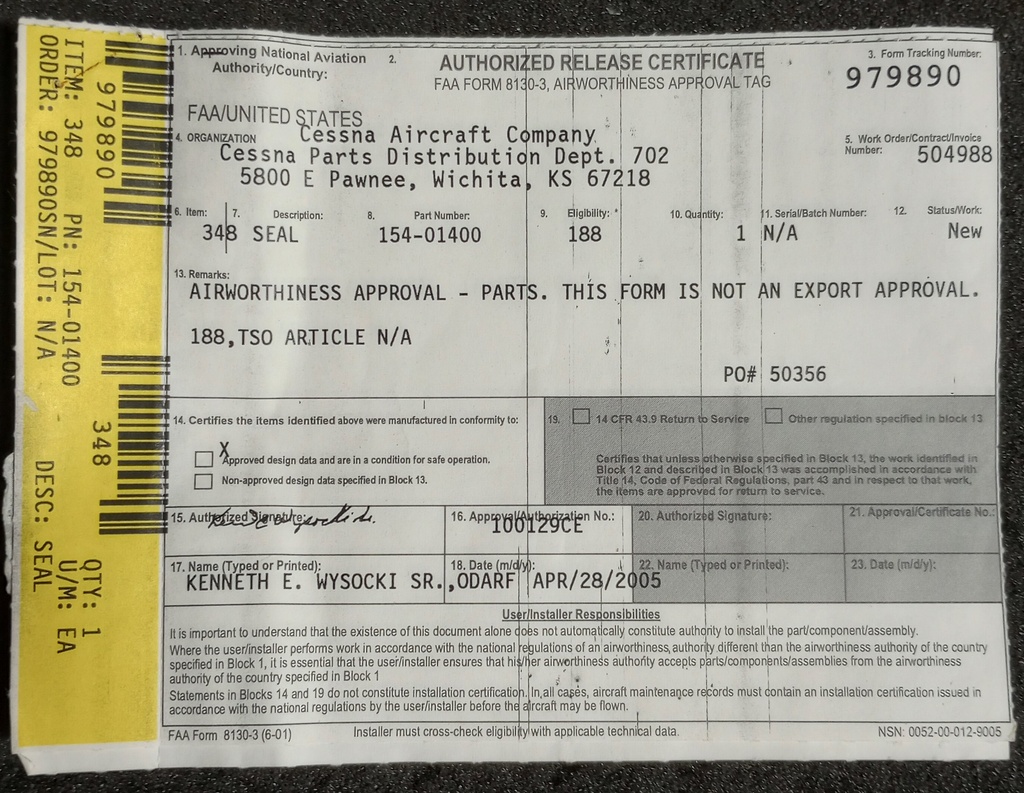 ITEM: 348 PN: 154-01400 QTY: 1
ORDER: 979890SN/LOT: N/A DESC: SEAL U/M: EA
979890
348
1. Approving National Aviation Authority/Country:
FAA/UNITED STATES
2. AUTHORIZED RELEASE CERTIFICATE
FAA FORM 8130-3, AIRWORTHINESS APPROVAL TAG
3. Form Tracking Number:
979890
4. ORGANIZATION Cessna Aircraft Company
Cessna Parts Distribution Dept. 702
5800 E Pawnee, Wichita, KS 67218
5. Work Order/Contract/Invoice
Number: 504988
6. Item: 7. Description: 8. Part Number: 9. Eligibility: * 10. Quantity: 11. Serial/Batch Number: 12. Status/Work:
348 SEAL 154-01400 188 1 N/A New
13. Remarks:
AIRWORTHINESS APPROVAL - PARTS. THIS FORM IS NOT AN EXPORT APPROVAL.
188,TSO ARTICLE N/A
PO# 50356
14. Certifies the items identified above were manufactured in conformity to:
X
Approved design data and are in a condition for safe operation.
Non-approved design data specified in Block 13.
19. 14 CFR 43.9 Return to Service Other regulation specified in block 13
Certifies that unless otherwise specified in Block 13, the work identified in
Block 12 and described in Block 13 was accomplished in accordance with
Title 14, Code of Federal Regulations, part 43 and in respect to that work,
the items are approved for return to service.
15. Authorized Signature:
16. Approval/Authorization No.:
100129CE
20. Authorized Signature:
21. Approval/Certificate No.:
17. Name (Typed or Printed): 18. Date (m/d/y): 22. Name (Typed or Printed): 23. Date (m/d/y):
KENNETH E. WYSOCKI SR.,ODARF APR/28/2005
User/Installer Responsibilities
It is important to understand that the existence of this document alone does not automatically constitute authority to install the part/component/assembly.
Where the user/installer performs work in accordance with the national regulations of an airworthiness authority different than the airworthiness authority of the country
specified in Block 1, it is essential that the user/installer ensures that his/her airworthiness authority accepts parts/components/assemblies from the airworthiness
authority of the country specified in Block 1
Statements in Blocks 14 and 19 do not constitute installation certification. In all cases, aircraft maintenance records must contain an installation certification issued in
accordance with the national regulations by the user/installer before the aircraft may be flown.
FAA Form 8130-3 (6-01) Installer must cross-check eligibility with applicable technical data. NSN: 0052-00-012-9005